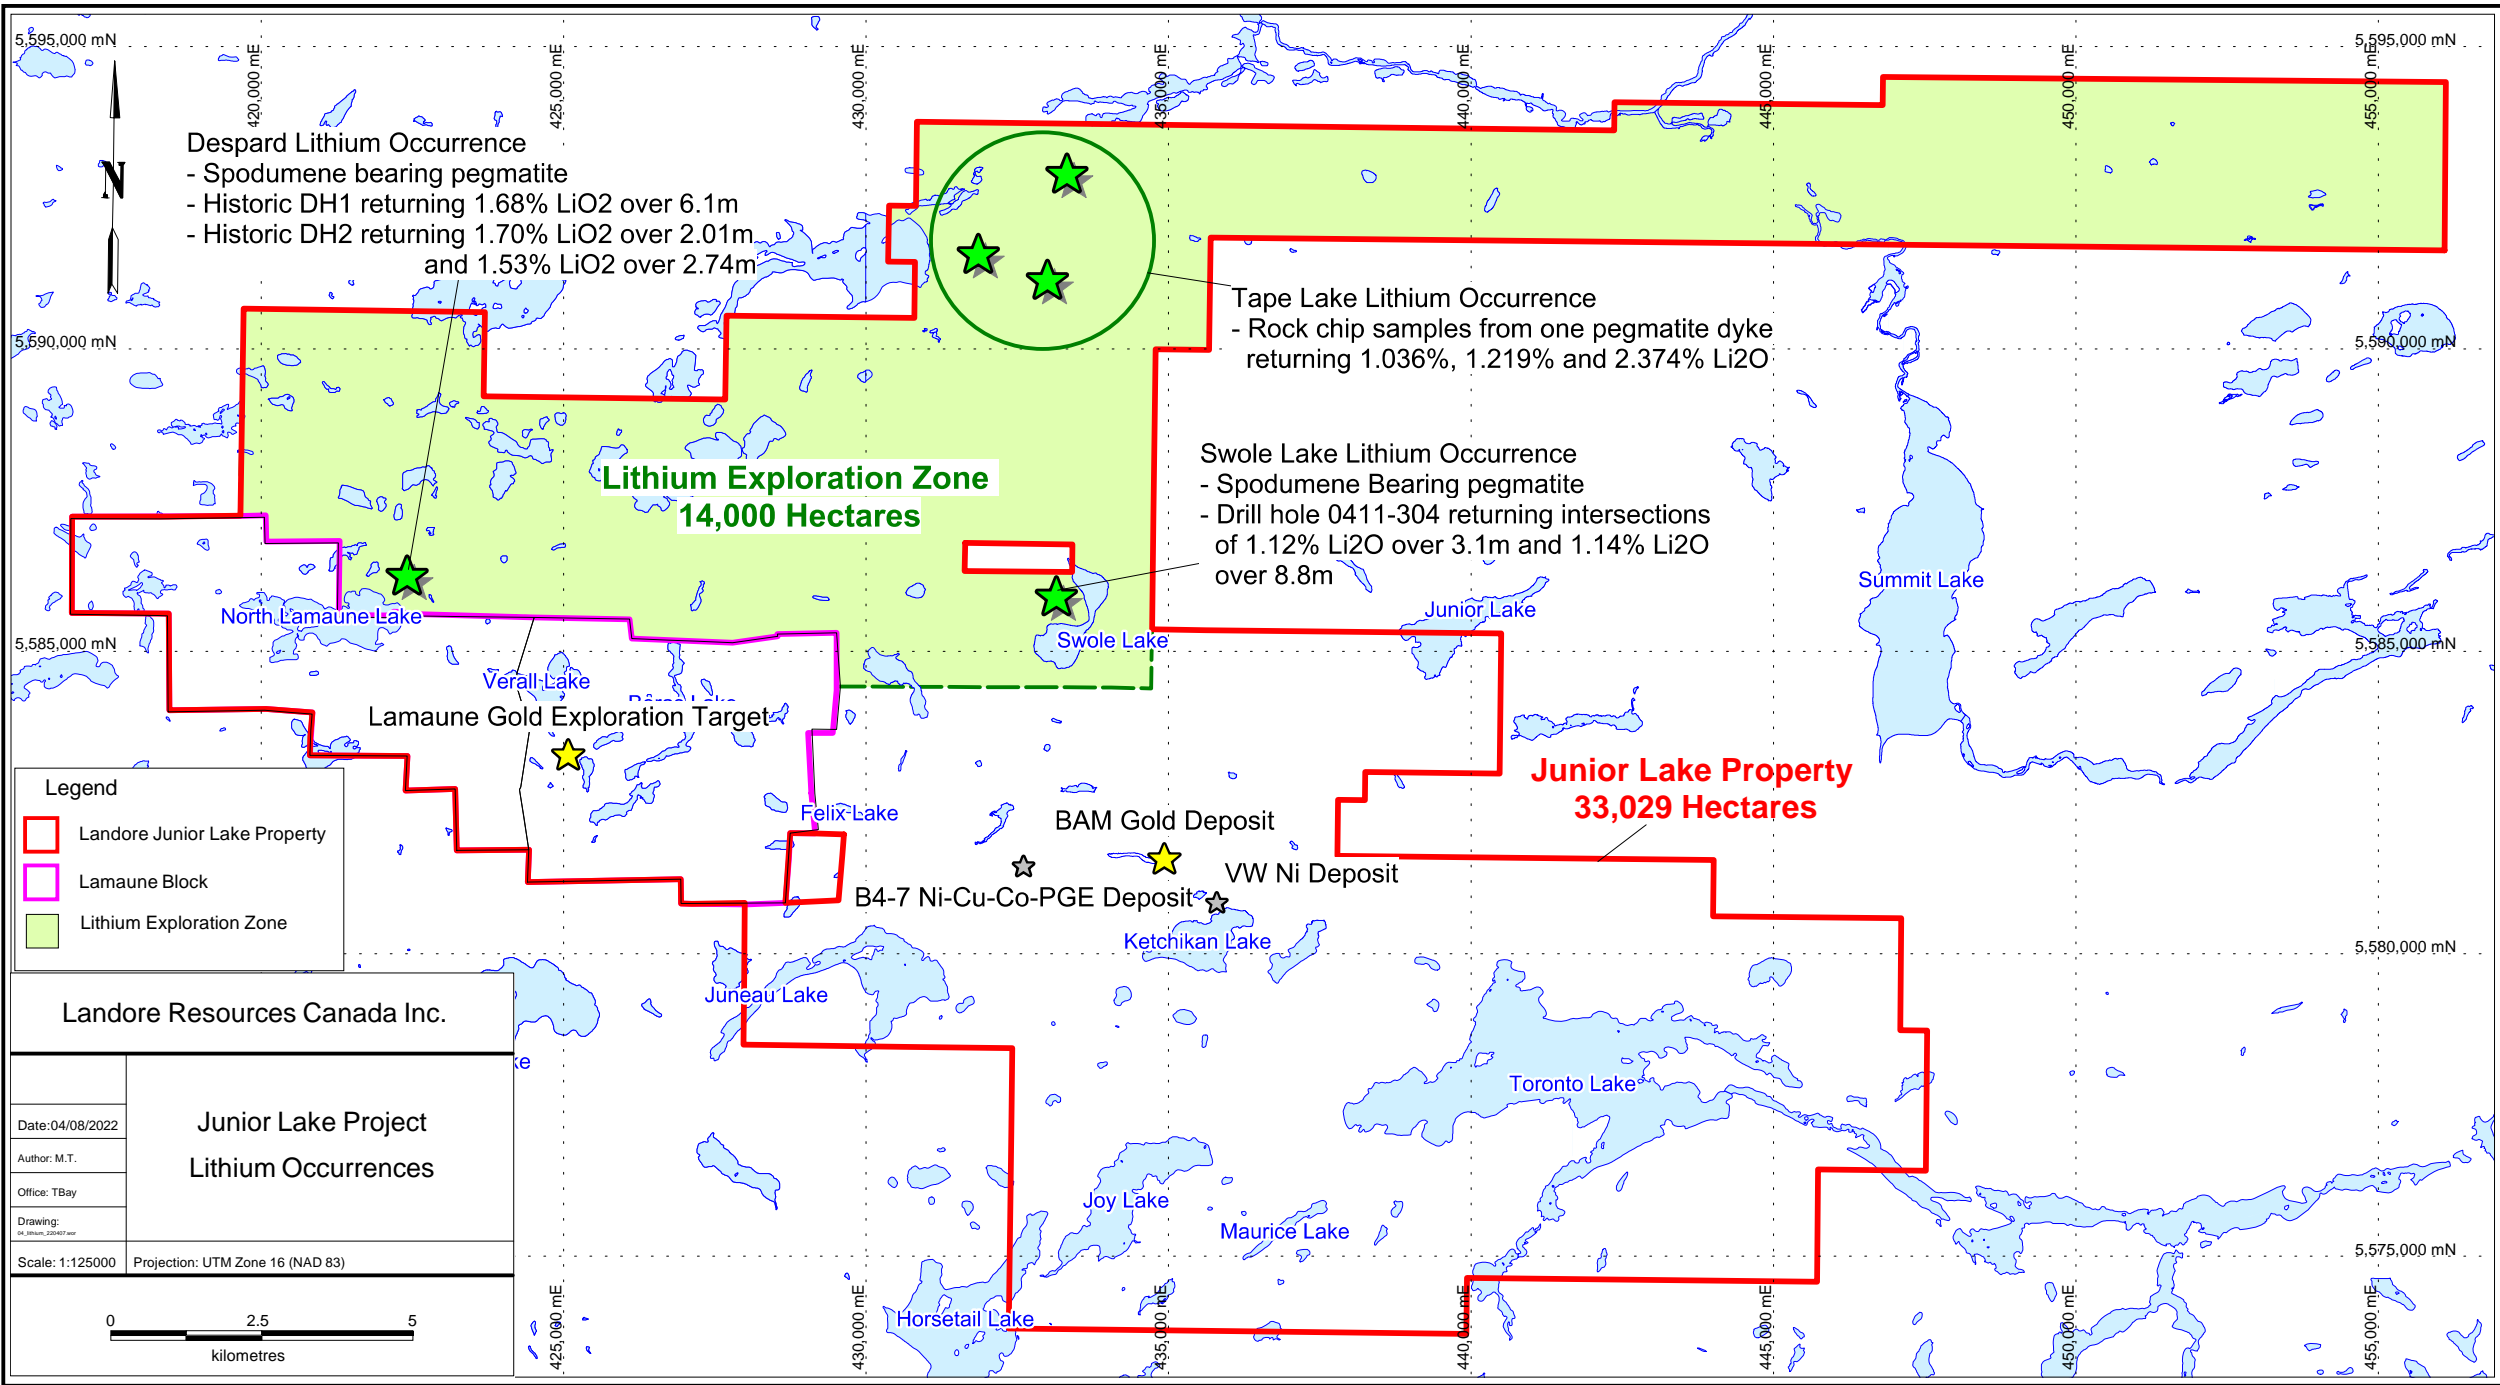 5,595,000 mN
5,595,000 mN
420,000 mE
425,000 mE
430,000 mE
435,000 mE
440,000 mE
445,000 mE
450,000 mE
455,000 mE
N
Despard Lithium Occurrence
- Spodumene bearing pegmatite
- Historic DH1 returning 1.68% LiO2 over 6.1m
- Historic DH2 returning 1.70% LiO2 over 2.01m
and 1.53% LiO2 over 2.74m
Tape Lake Lithium Occurrence
- Rock chip samples from one pegmatite dyke
returning 1.036%, 1.219% and 2.374% Li2O
5,590,000 mN
5,590,000 mN
Lithium Exploration Zone
14,000 Hectares
Swole Lake Lithium Occurrence
- Spodumene Bearing pegmatite
- Drill hole 0411-304 returning intersections
of 1.12% Li2O over 3.1m and 1.14% Li2O
over 8.8m
Summit Lake
Junior Lake
North Lamaune Lake
Swole Lake
5,585,000 mN
5,585,000 mN
Verall Lake
Lamaune Gold Exploration Target
Junior Lake Property
33,029 Hectares
Felix Lake
BAM Gold Deposit
VW Ni Deposit
B4-7 Ni-Cu-Co-PGE Deposit
Ketchikan Lake
5,580,000 mN
Juneau Lake
Toronto Lake
Joy Lake
Maurice Lake
5,575,000 mN
Horsetail Lake
425,000 mE
430,000 mE
435,000 mE
440,000 mE
445,000 mE
450,000 mE
455,000 mE
Legend
Landore Junior Lake Property
Lamaune Block
Lithium Exploration Zone
Landore Resources Canada Inc.
ke
Junior Lake Project
Lithium Occurrences
Date:04/08/2022
Author: M.T.
Office: TBay
Drawing:
04_lithium_220407.wor
Scale: 1:125000
Projection: UTM Zone 16 (NAD 83)
0 2.5 5
kilometres